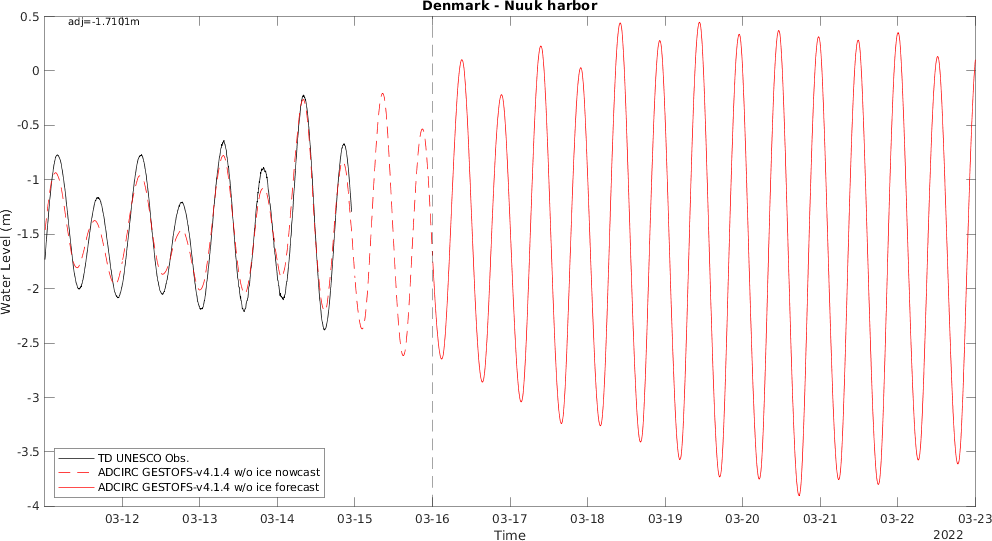 Denmark - Nuuk harbor
adj=-1.7101m
0.5
0
-0.5
-1
-1.5
-2
-2.5
-3
-3.5
-4
Water Level (m)
TD UNESCO Obs.
ADCIRC GESTOFS-v4.1.4 w/o ice nowcast
ADCIRC GESTOFS-v4.1.4 w/o ice forecast
03-12 03-13 03-14 03-15 03-16 03-17 03-18 03-19 03-20 03-21 03-22 03-23
Time
2022